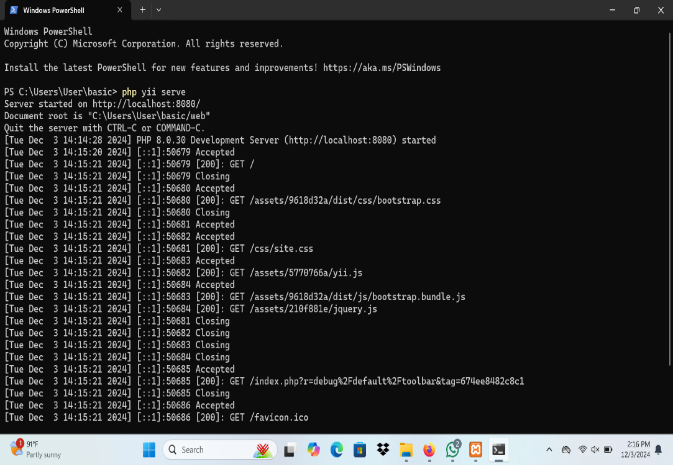 Windows PowerShell
Windows PowerShell
Copyright (C) Microsoft Corporation. All rights reserved.
Install the latest PowerShell for new features and inprovements! https://aka.ms/PSWindows
PS C:\Users\User\basic> php yii serve
Server started on http://localhost:8080/
Document root is "C:\Users\User\basic/web"
Quit the server with CTRL-C or COMMAND-C.
[Tue Dec  3 14:14:28 2024] PHP 8.0.30 Development Server (http://localhost:8080) started
[Tue Dec  3 14:15:20 2024] [::1]:50679 Accepted
[Tue Dec  3 14:15:21 2024] [::1]:50679 [200]: GET /
[Tue Dec  3 14:15:21 2024] [::1]:50679 Closing
[Tue Dec  3 14:15:21 2024] [::1]:50680 Accepted
[Tue Dec  3 14:15:21 2024] [::1]:50680 [200]: GET /assets/9618d32a/dist/css/bootstrap.css
[Tue Dec  3 14:15:21 2024] [::1]:50680 Closing
[Tue Dec  3 14:15:21 2024] [::1]:50681 Accepted
[Tue Dec  3 14:15:21 2024] [::1]:50682 Accepted
[Tue Dec  3 14:15:21 2024] [::1]:50681 [200]: GET /css/site.css
[Tue Dec  3 14:15:21 2024] [::1]:50683 Accepted
[Tue Dec  3 14:15:21 2024] [::1]:50682 [200]: GET /assets/5770766a/yii.js
[Tue Dec  3 14:15:21 2024] [::1]:50684 Accepted
[Tue Dec  3 14:15:21 2024] [::1]:50683 [200]: GET /assets/9618d32a/dist/js/bootstrap.bundle.js
[Tue Dec  3 14:15:21 2024] [::1]:50684 [200]: GET /assets/210f881e/jquery.js
[Tue Dec  3 14:15:21 2024] [::1]:50681 Closing
[Tue Dec  3 14:15:21 2024] [::1]:50682 Closing
[Tue Dec  3 14:15:21 2024] [::1]:50683 Closing
[Tue Dec  3 14:15:21 2024] [::1]:50684 Closing
[Tue Dec  3 14:15:21 2024] [::1]:50685 Accepted
[Tue Dec  3 14:15:21 2024] [::1]:50685 [200]: GET /index.php?r=debug%2Fdefault%2Ftoolbar&tag=674ee8482c8c1
[Tue Dec  3 14:15:21 2024] [::1]:50685 Closing
[Tue Dec  3 14:15:21 2024] [::1]:50686 Accepted
[Tue Dec  3 14:15:21 2024] [::1]:50686 [200]: GET /favicon.ico
1
91°F
Partly sunny
Search
2
2:16 PM
12/3/2024